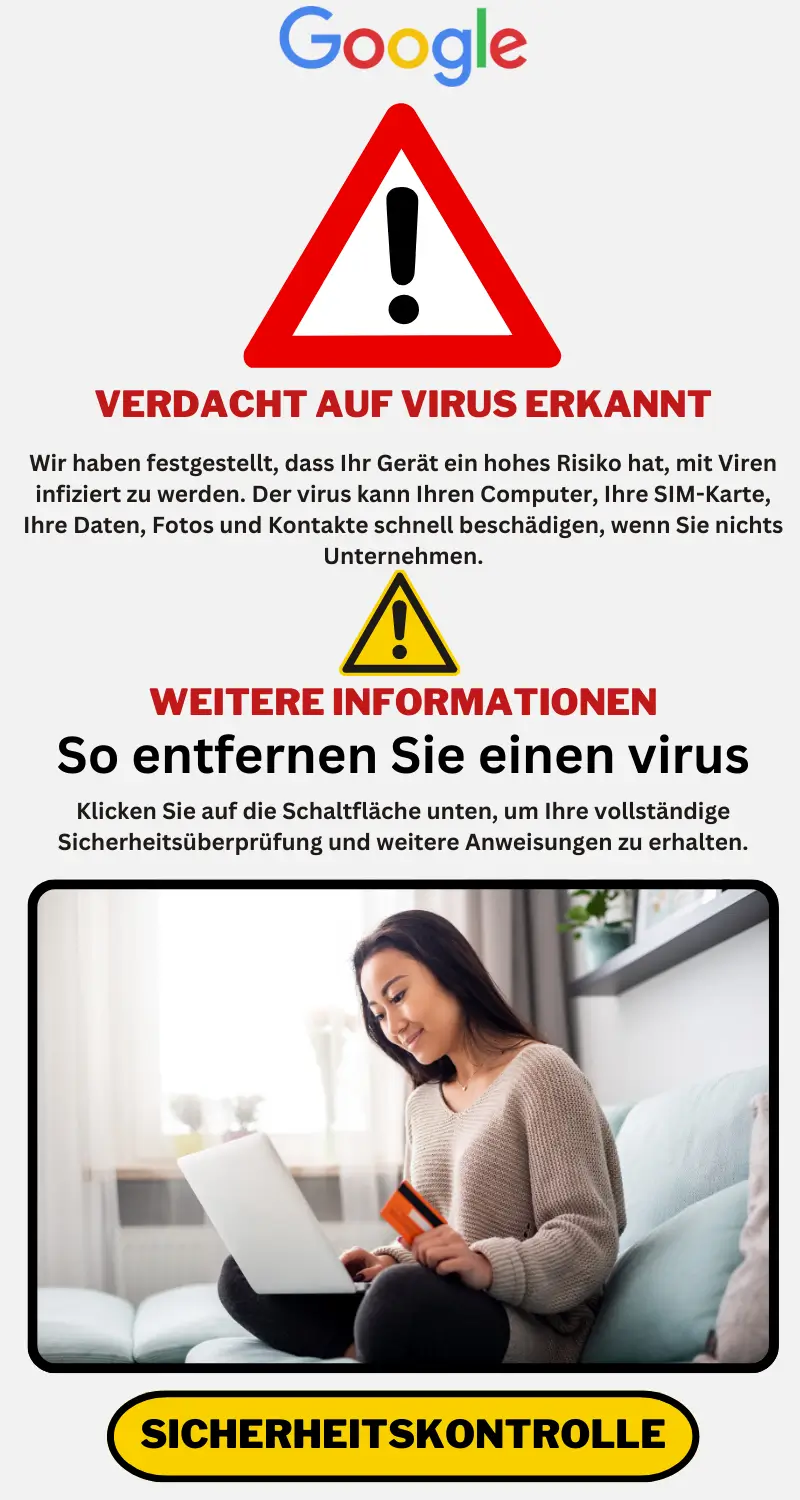 Google
VERDACHT AUF VIRUS ERKANNT
Wir haben festgestellt, dass Ihr Gerät ein hohes Risiko hat, mit Viren
infiziert zu werden. Der virus kann Ihren Computer, Ihre SIM-Karte,
Ihre Daten, Fotos und Kontakte schnell beschädigen, wenn Sie nichts
Unternehmen.
WEITERE INFORMATIONEN
So entfernen Sie einen virus
Klicken Sie auf die Schaltfläche unten, um Ihre vollständige
Sicherheitsüberprüfung und weitere Anweisungen zu erhalten.
SICHERHEITSKONTROLLE